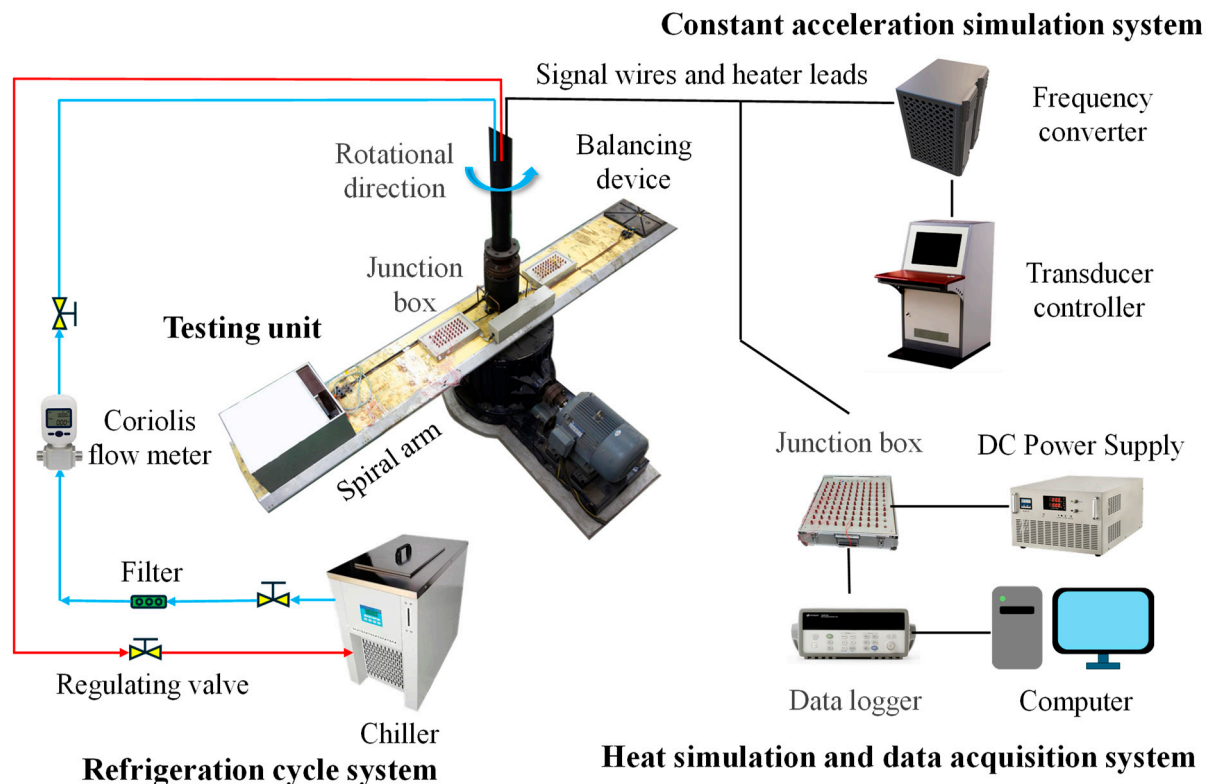 Constant acceleration simulation system
Signal wires and heater leads
Frequency
converter
Rotational
direction
Balancing
device
Junction
box
Transducer
controller
Testing unit
Coriolis
flow meter
Spiral arm
Junction box
DC Power Supply
Filter
Regulating valve
Chiller
Data logger
Computer
Refrigeration cycle system
Heat simulation and data acquisition system